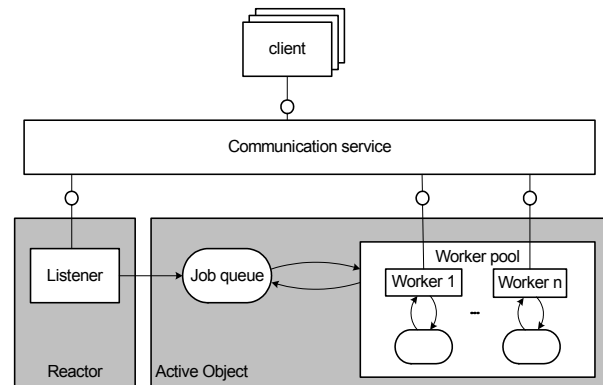 client
Communication service
Listener
Job queue
Worker pool
Worker 1
Worker n
...
Reactor
Active Object